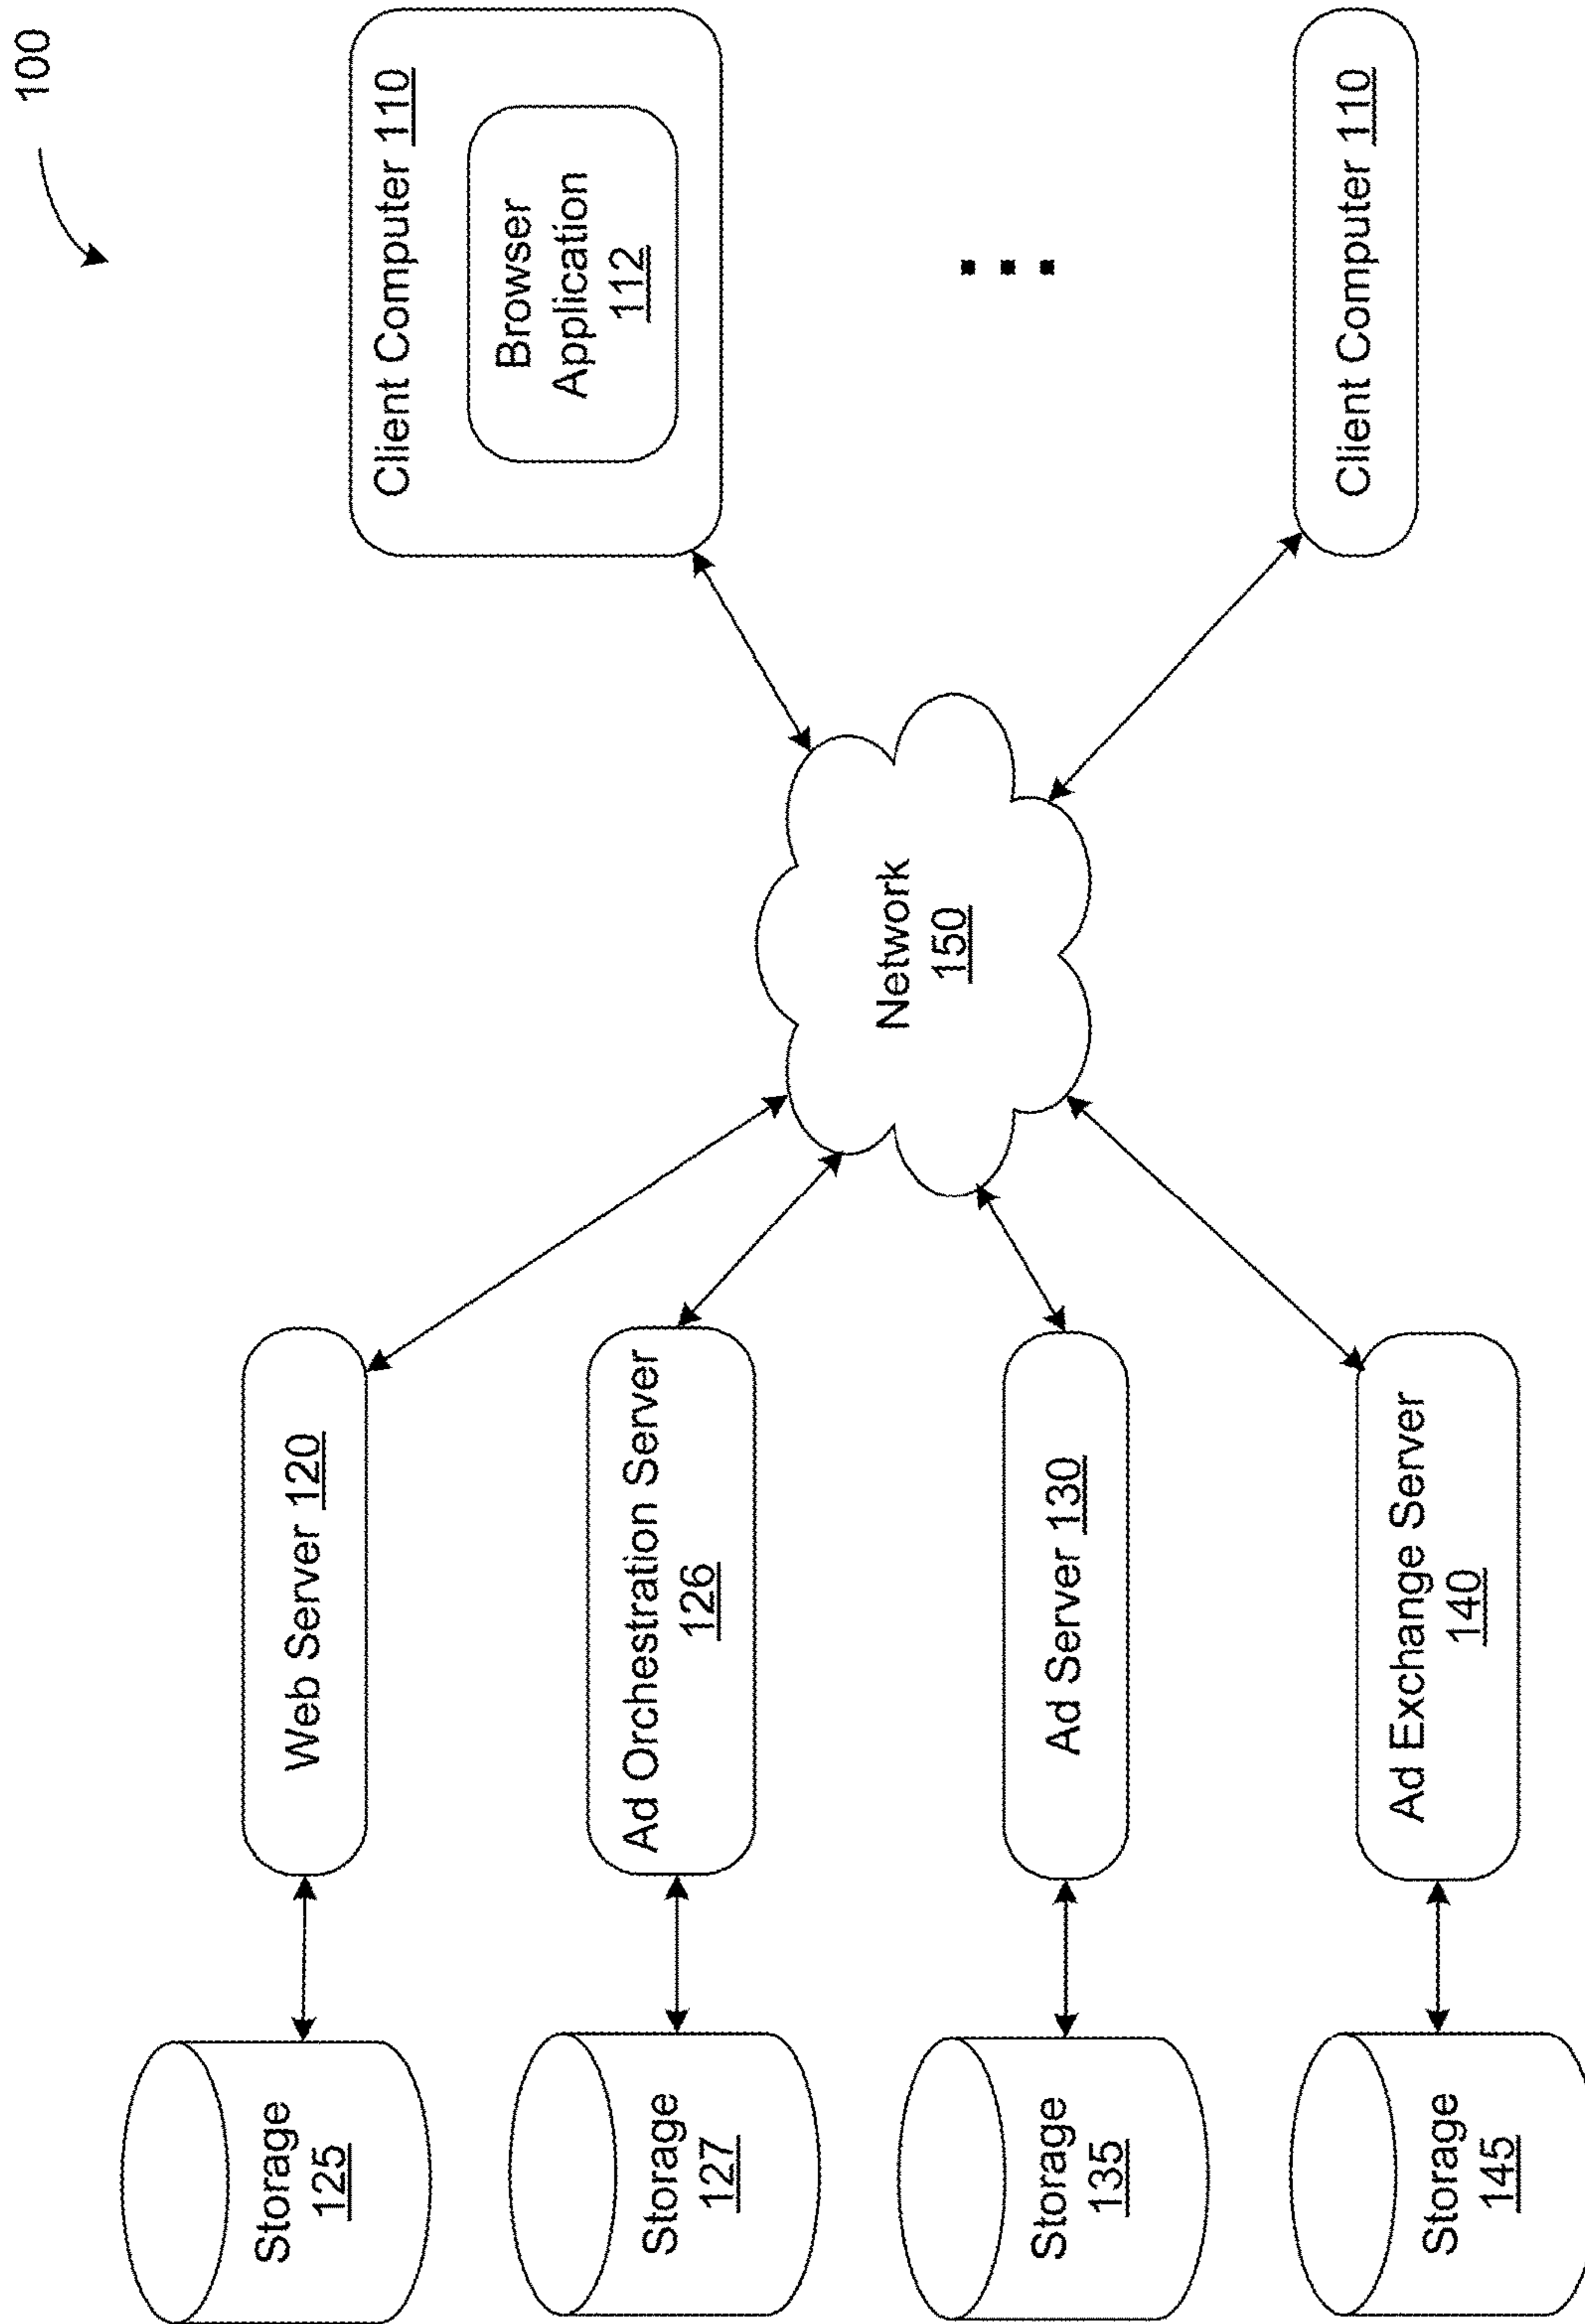 100
Storage
125
Web Server 120
Client Computer 110
Browser
Application
112
Storage
127
Ad Orchestration Server
126
Network
150
Storage
135
Ad Server 130
Storage
145
Ad Exchange Server
140
Client Computer 110